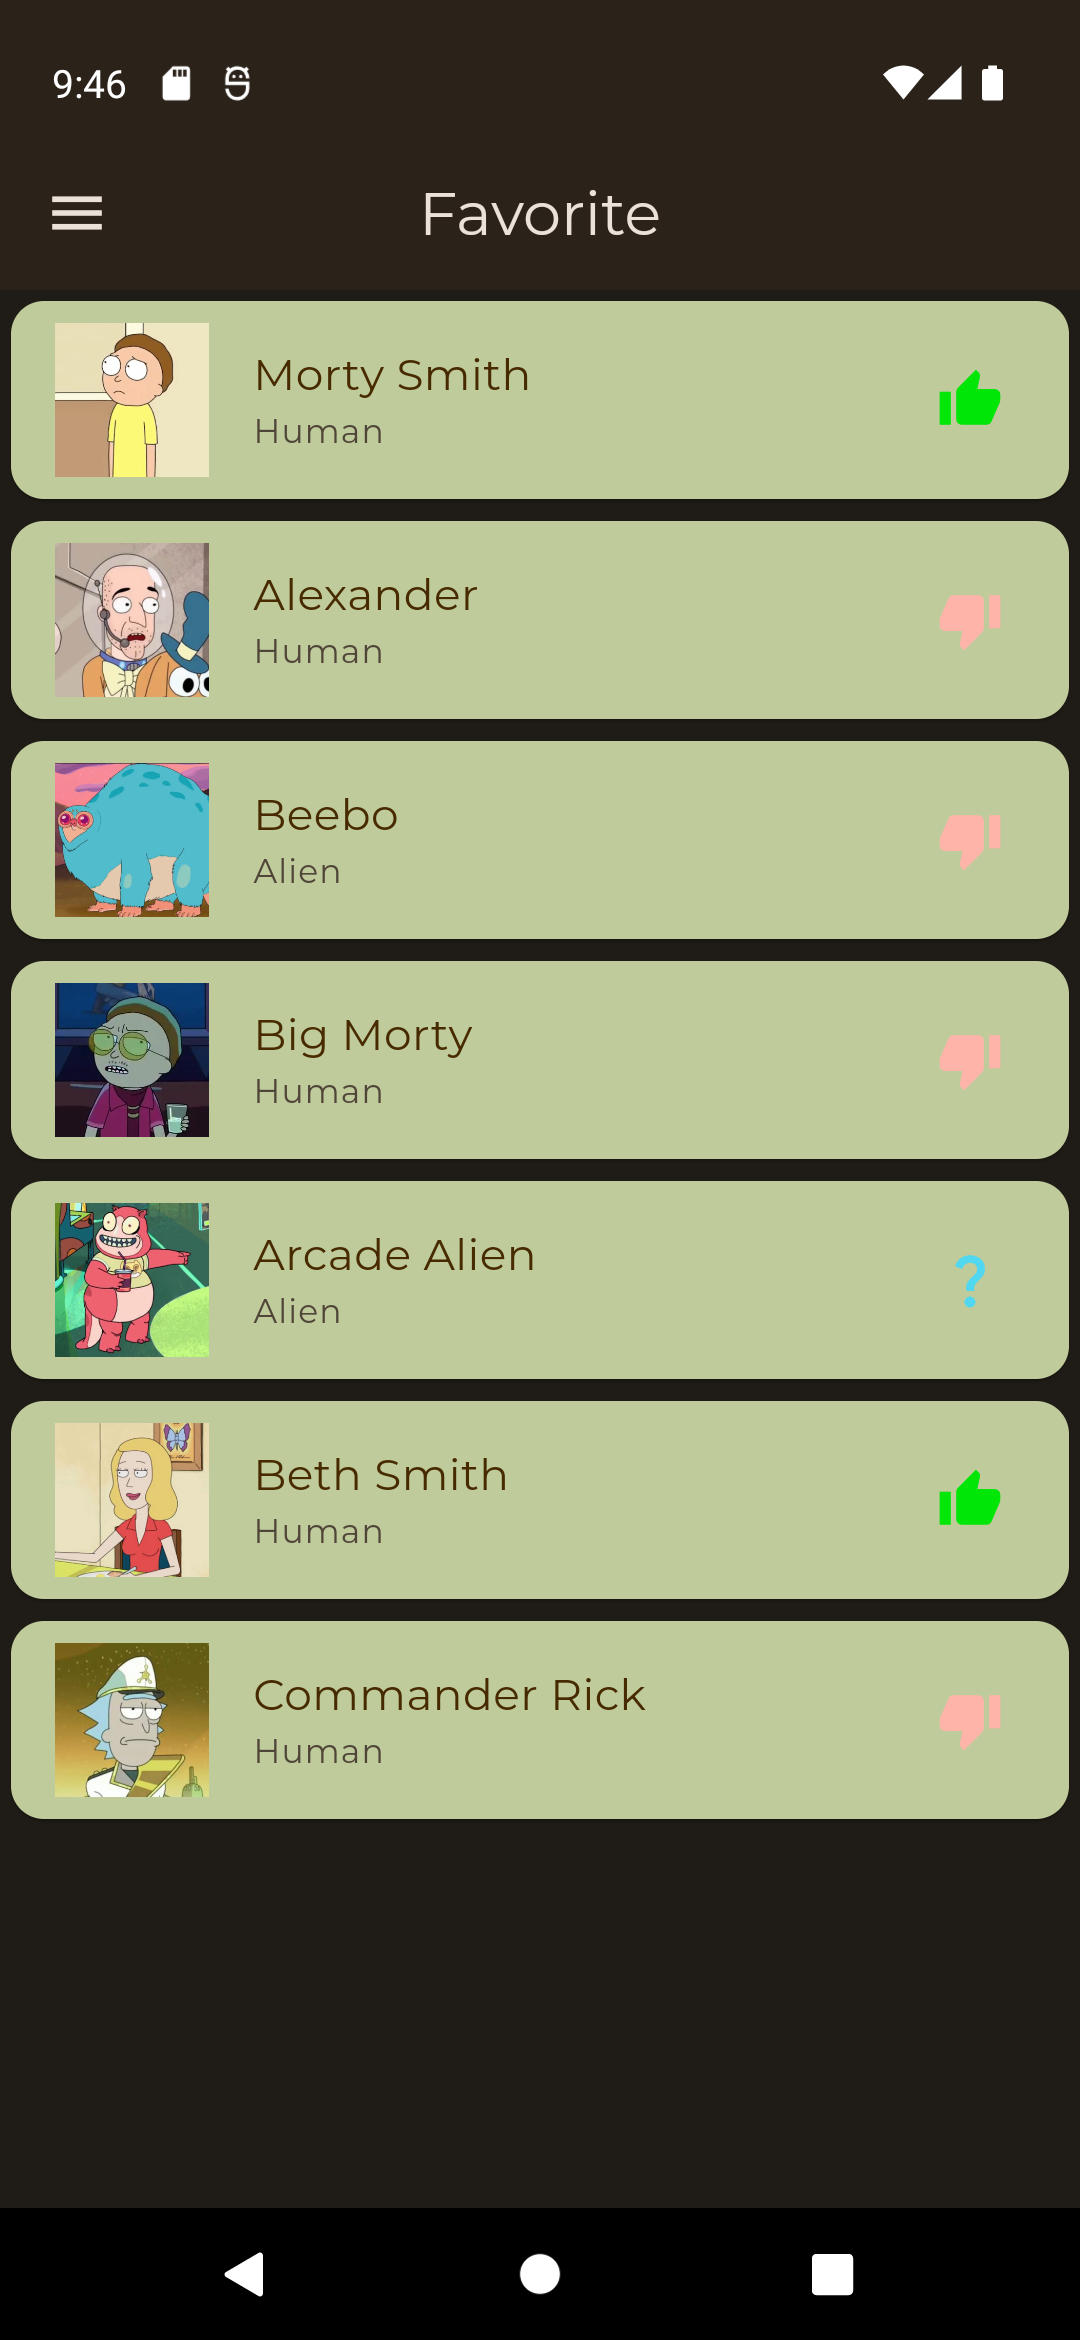 9:46
Favorite
Morty Smith
Human
Alexander
Human
Beebo
Alien
Big Morty
Human
Arcade Alien
Alien
?
Beth Smith
Human
Commander Rick
Human